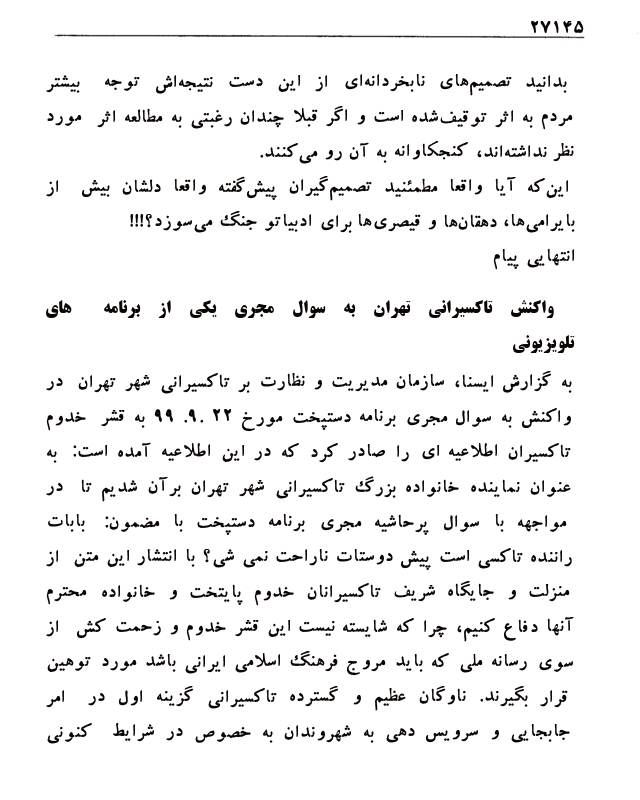 ۲۷۱۴۵
بدانید تصمیم‌های نابخردانه‌ای از این دست نتیجه‌اش توجه بیشتر
مردم به اثر توقیف‌شده است و اگر قبلا چندان رغبتی به مطالعه اثر مورد
نظر نداشته‌اند، کنجکاوانه به آن رو می‌کنند.
این‌که آیا واقعا مطمئنید تصمیم‌گیران پیش‌گفته واقعا دلشان بیش از
بایرامی‌ها، دهقان‌ها و قیصری‌ها برای ادبیاتو جنگ می‌سوزد؟!!!
انتهایی پیام
واکنش تاکسیرانی تهران به سوال مجری یکی از برنامه های
تلویزیونی
به گزارش ایسنا، سازمان مدیریت و نظارت بر تاکسیرانی شهر تهران در
واکنش به سوال مجری برنامه دستپخت مورخ ۲۲ .۹. ۹۹ به قشر خدوم
تاکسیران اطلاعیه ای را صادر کرد که در این اطلاعیه آمده است: به
عنوان نماینده خانواده بزرگ تاکسیرانی شهر تهران برآن شدیم تا در
مواجهه با سوال پرحاشیه مجری برنامه دستپخت با مضمون: بابات
راننده تاکسی است پیش دوستات ناراحت نمی شی؟ با انتشار این متن از
منزلت و جایگاه شریف تاکسیرانان خدوم پایتخت و خانواده محترم
آنها دفاع کنیم، چرا که شایسته نیست این قشر خدوم و زحمت کش از
سوی رسانه ملی که باید مروج فرهنگ اسلامی ایرانی باشد مورد توهین
قرار بگیرند. ناوگان عظیم و گسترده تاکسیرانی گزینه اول در امر
جابجایی و سرویس دهی به شهروندان به خصوص در شرایط کنونی